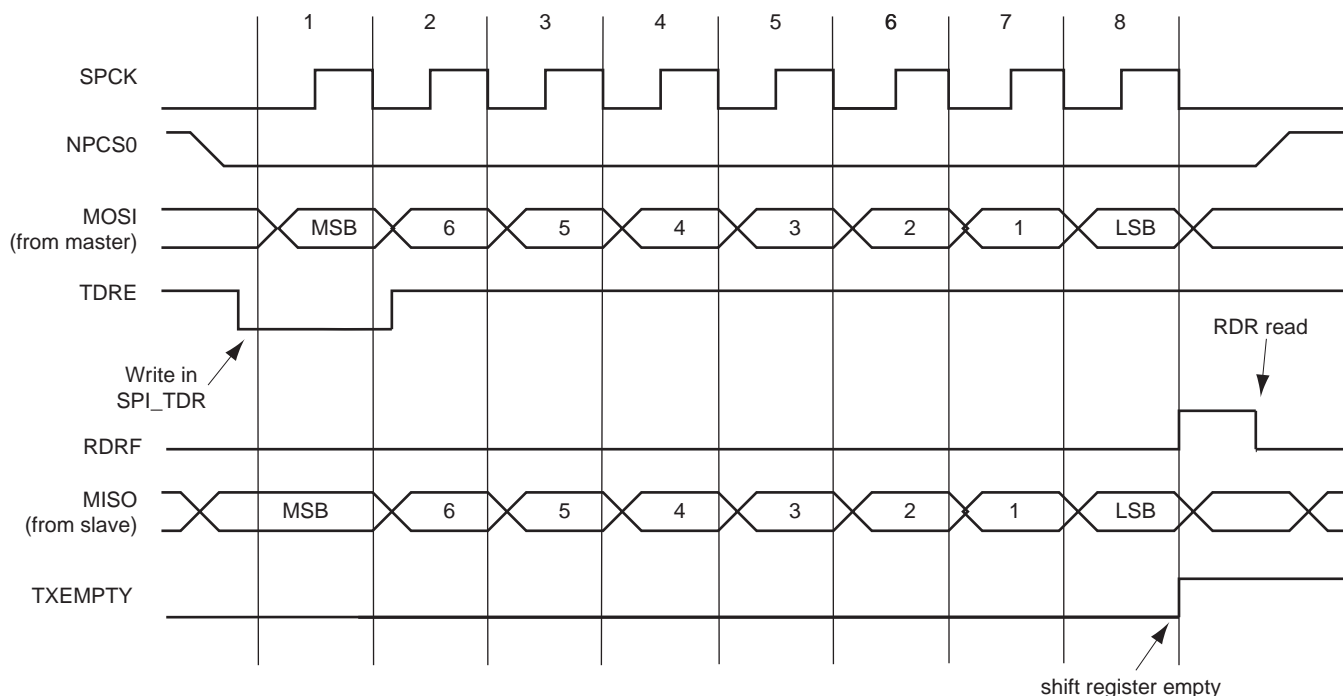 1 2 3 4 5 6 7 8
SPCK
NPCS0
MOSI
(from master)
MSB 6 5 4 3 2 1 LSB
TDRE
RDR read
Write in
SPI_TDR
RDRF
MISO
(from slave)
MSB 6 5 4 3 2 1 LSB
TXEMPTY
shift register empty